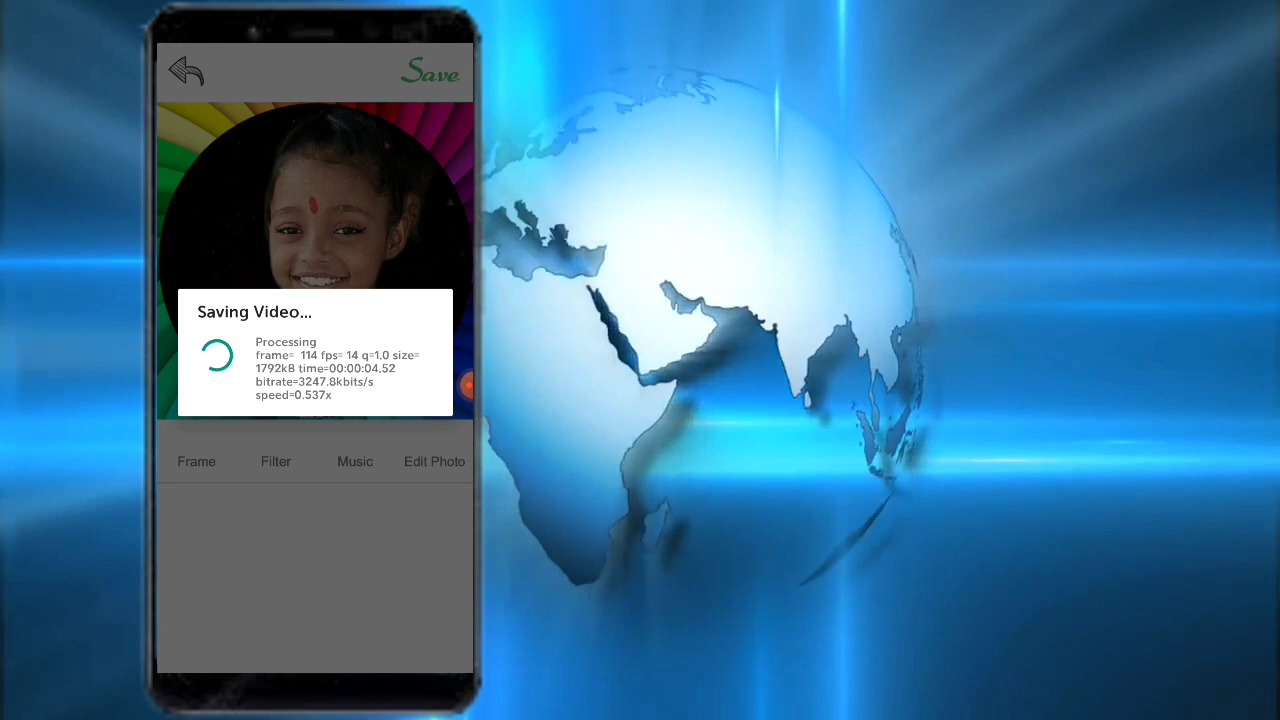 Save
Saving Video...
Processing
frame= 114 fps= 14 q=1.0 size=
1792kB time=00:00:04.52
bitrate=3247.8kbits/s
speed=0.537x
Frame Filter Music Edit Photo